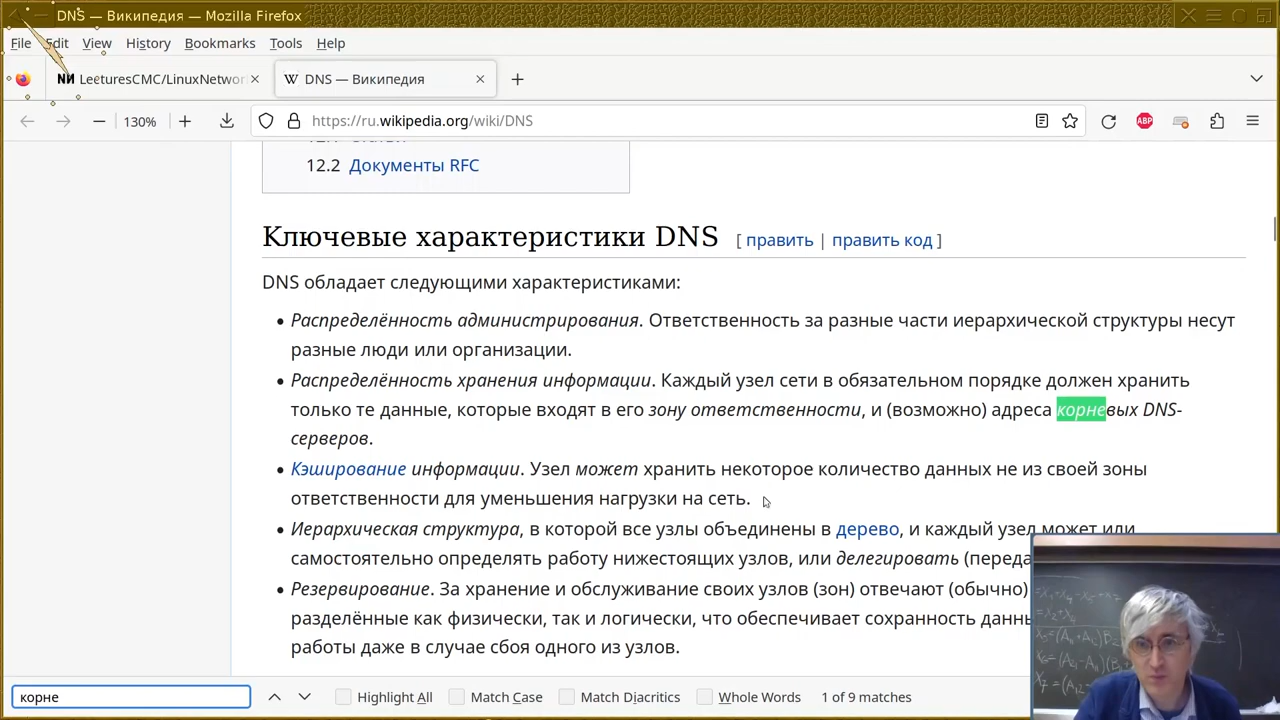 DNS — Википедия — Mozilla Firefox
File Edit View History Bookmarks Tools Help
LecturesCMC/LinuxNetwor
DNS — Википедия
130%
https://ru.wikipedia.org/wiki/DNS
ABP
12.2 Документы RFC
Ключевые характеристики DNS [ править | править код ]
DNS обладает следующими характеристиками:
• Распределённость администрирования. Ответственность за разные части иерархической структуры несут
разные люди или организации.
• Распределённость хранения информации. Каждый узел сети в обязательном порядке должен хранить
только те данные, которые входят в его зону ответственности, и (возможно) адреса корневых DNS-
серверов.
• Кэширование информации. Узел может хранить некоторое количество данных не из своей зоны
ответственности для уменьшения нагрузки на сеть.
• Иерархическая структура, в которой все узлы объединены в дерево, и каждый узел может или
самостоятельно определять работу нижестоящих узлов, или делегировать (переда
• Резервирование. За хранение и обслуживание своих узлов (зон) отвечают (обычно)
разделённые как физически, так и логически, что обеспечивает сохранность данн
работы даже в случае сбоя одного из узлов.
корне
Highlight All
Match Case
Match Diacritics
Whole Words
1 of 9 matches